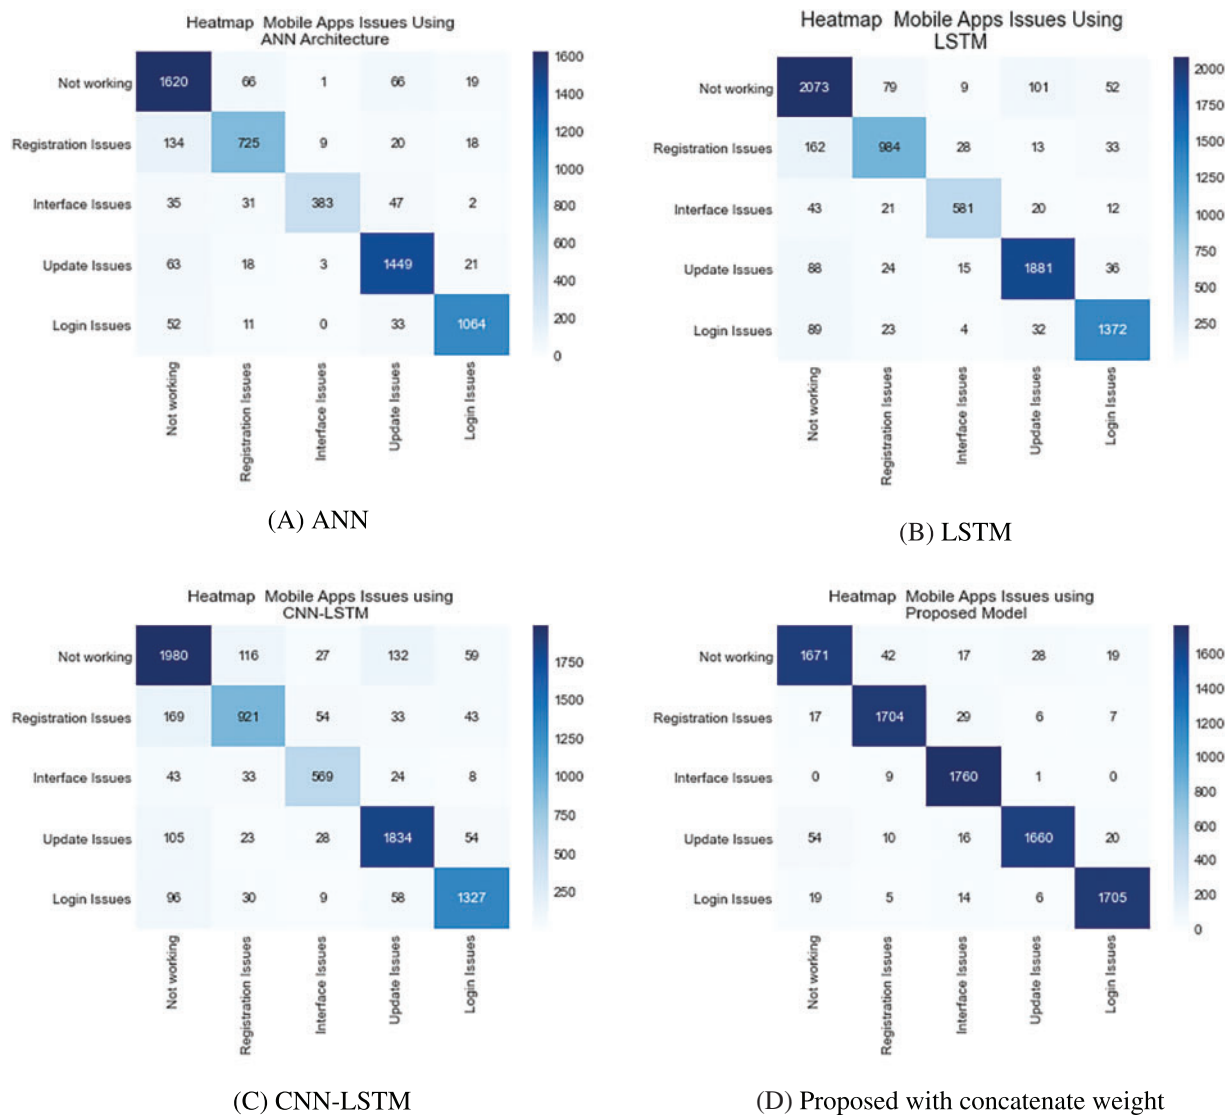 Heatmap Mobile Apps Issues Using
ANN Architecture
Not working 1620 66 1 66 19
Registration Issues 134 725 9 20 18
Interface Issues 35 31 383 47 2
Update Issues 63 18 3 1449 21
Login Issues 52 11 0 33 1064
Not working Registration Issues Interface Issues Update Issues Login Issues
1600
1400
1200
1000
800
600
400
200
0
(A) ANN
Heatmap Mobile Apps Issues Using
LSTM
Not working 2073 79 9 101 52
Registration Issues 162 984 28 13 33
Interface Issues 43 21 581 20 12
Update Issues 88 24 15 1881 36
Login Issues 89 23 4 32 1372
Not working Registration Issues Interface Issues Update Issues Login Issues
2000
1750
1500
1250
1000
750
500
250
(B) LSTM
Heatmap Mobile Apps Issues using
CNN-LSTM
Not working 1980 116 27 132 59
Registration Issues 169 921 54 33 43
Interface Issues 43 33 569 24 8
Update Issues 105 23 28 1834 54
Login Issues 96 30 9 58 1327
Not working Registration Issues Interface Issues Update Issues Login Issues
1750
1500
1250
1000
750
500
250
(C) CNN-LSTM
Heatmap Mobile Apps Issues using
Proposed Model
Not working 1671 42 17 28 19
Registration Issues 17 1704 29 6 7
Interface Issues 0 9 1760 1 0
Update Issues 54 10 16 1660 20
Login Issues 19 5 14 6 1705
Not working Registration Issues Interface Issues Update Issues Login Issues
1600
1400
1200
1000
800
600
400
200
0
(D) Proposed with concatenate weight